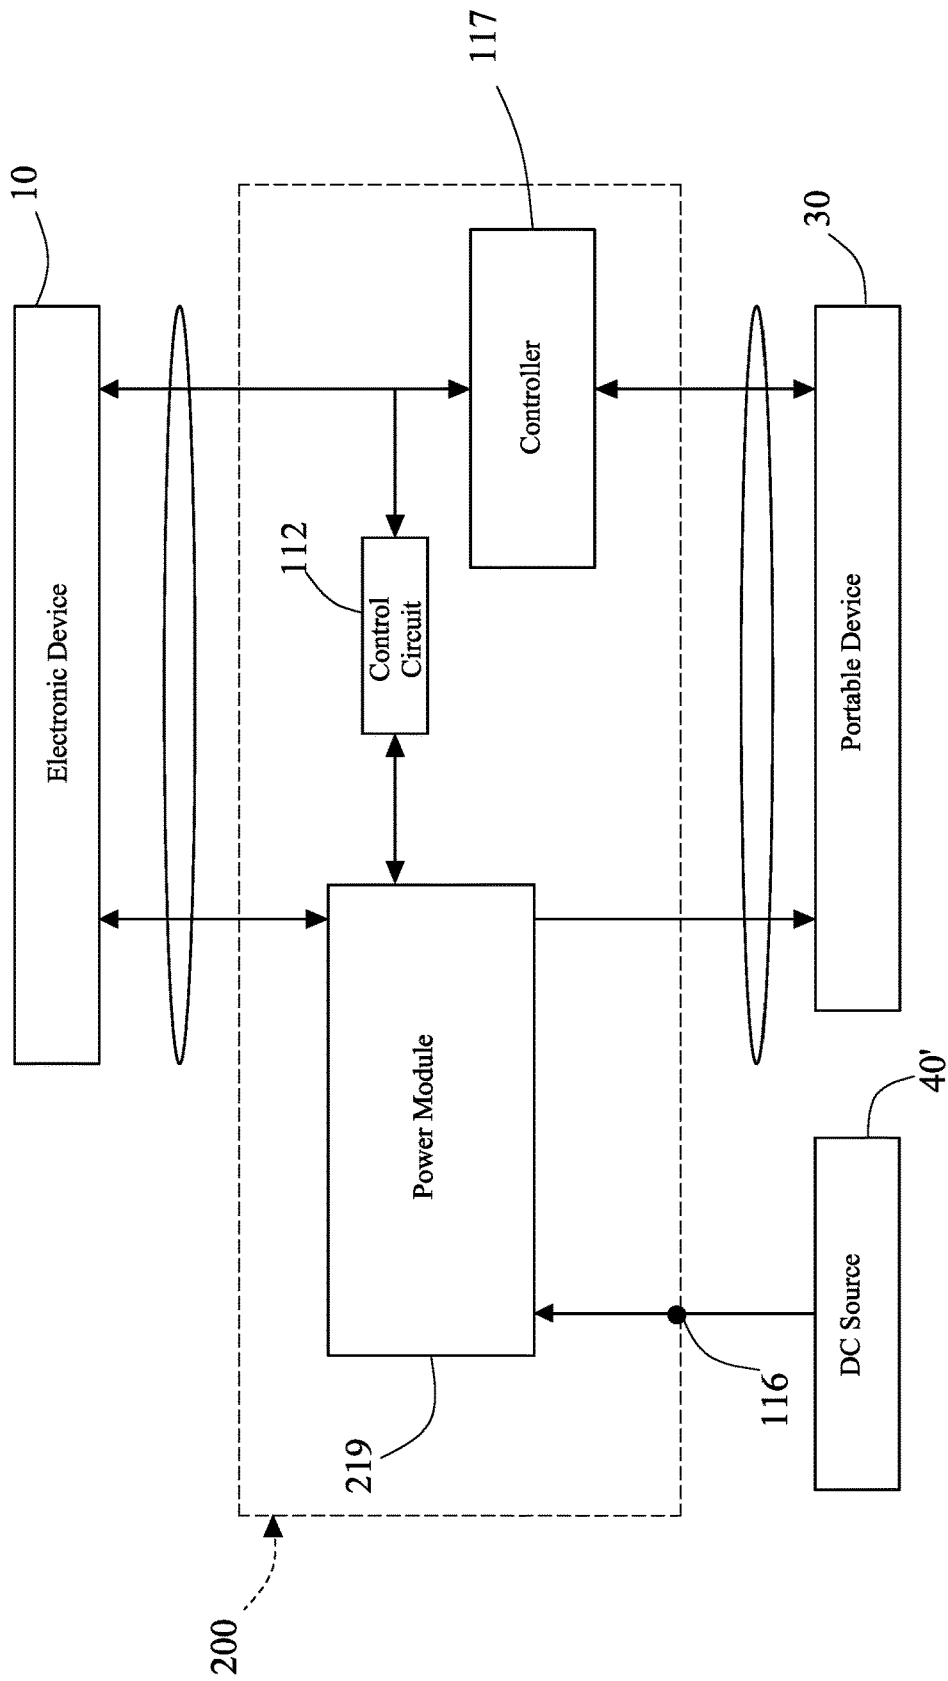 10
Electronic Device
117
Controller
112
Control
Circuit
Power Module
219
200
116
30
Portable Device
40'
DC Source